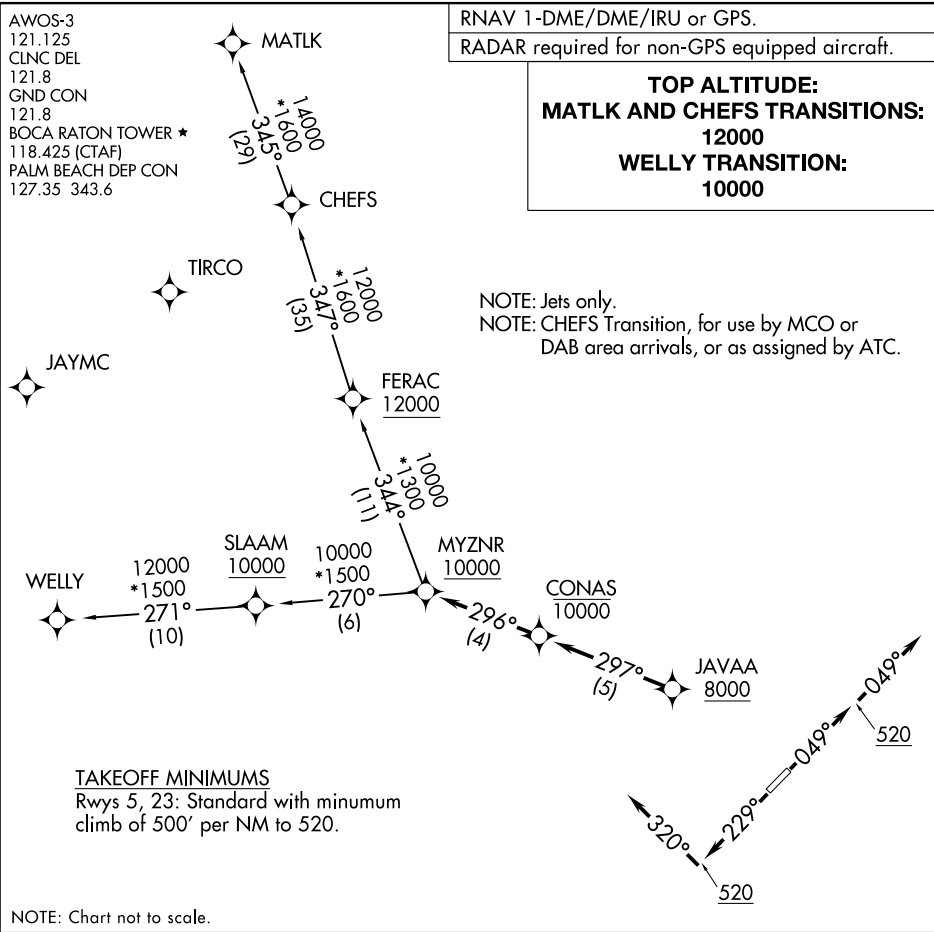 AWOS-3
121.125
CLNC DEL
121.8
GND CON
121.8
BOCA RATON TOWER ★
118.425 (CTAF)
PALM BEACH DEP CON
127.35 343.6
RNAV 1-DME/DME/IRU or GPS.
RADAR required for non-GPS equipped aircraft.
TOP ALTITUDE:
MATLK AND CHEFS TRANSITIONS:
12000
WELLY TRANSITION:
10000
MATLK
14000
*1600
345°
(29)
CHEFS
TIRCO
12000
*1600
347°
(35)
NOTE: Jets only.
NOTE: CHEFS Transition, for use by MCO or
DAB area arrivals, or as assigned by ATC.
JAYMC
FERAC
12000
10000
*1300
344°
(11)
WELLY
12000
*1500
271°
(10)
SLAAM
10000
10000
*1500
270°
(6)
MYZNR
10000
296°
(4)
CONAS
10000
297°
(5)
JAVAA
8000
049°
520
049°
229°
320°
520
TAKEOFF MINIMUMS
Rwys 5, 23: Standard with minumum
climb of 500' per NM to 520.
NOTE: Chart not to scale.